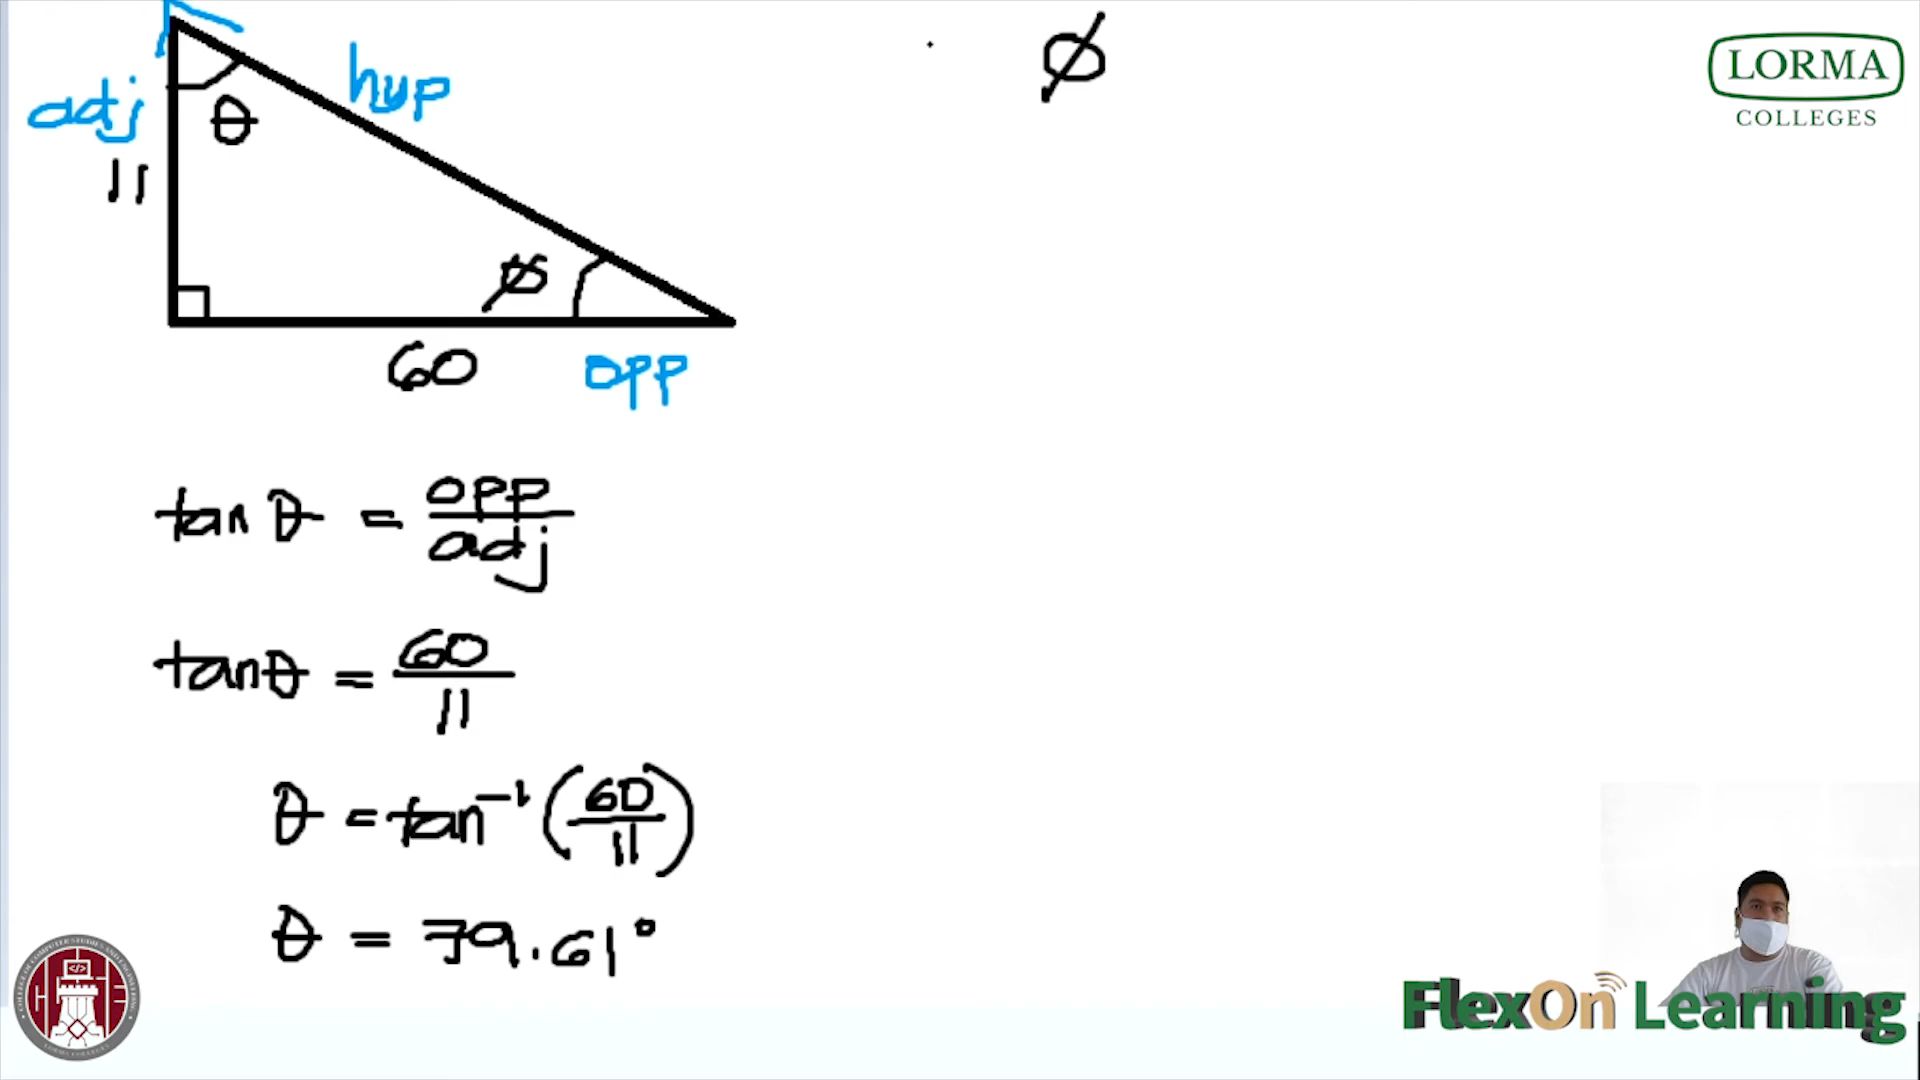 adj
hyp
θ
11
ø
60
opp
tan θ = opp/adj
tanθ = 60/11
θ = tan⁻¹(60/11)
θ = 79.61°
ø
LORMA
COLLEGES
FlexOn Learning